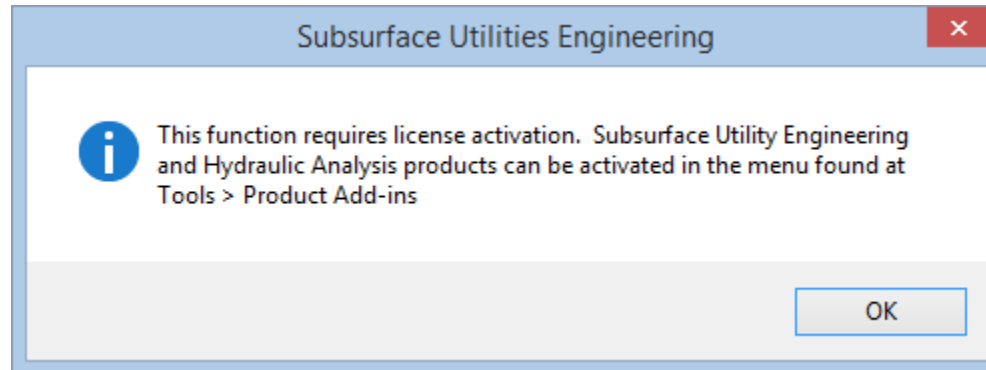 Subsurface Utilities Engineering
This function requires license activation.  Subsurface Utility Engineering
and Hydraulic Analysis products can be activated in the menu found at
Tools > Product Add-ins
OK